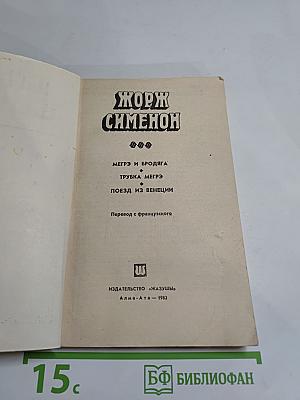 ЖОРЖ
СИМЕНОН
МЕГРЭ И БРОДЯГА
ТРУБКА МЕГРЭ
ПОЕЗД ИЗ ВЕНЕЦИИ
Перевод с французского
ИЗДАТЕЛЬСТВО «ЖАЗУШЫ»
Алма-Ата — 1983
15с
БФ БИБЛИОФАН